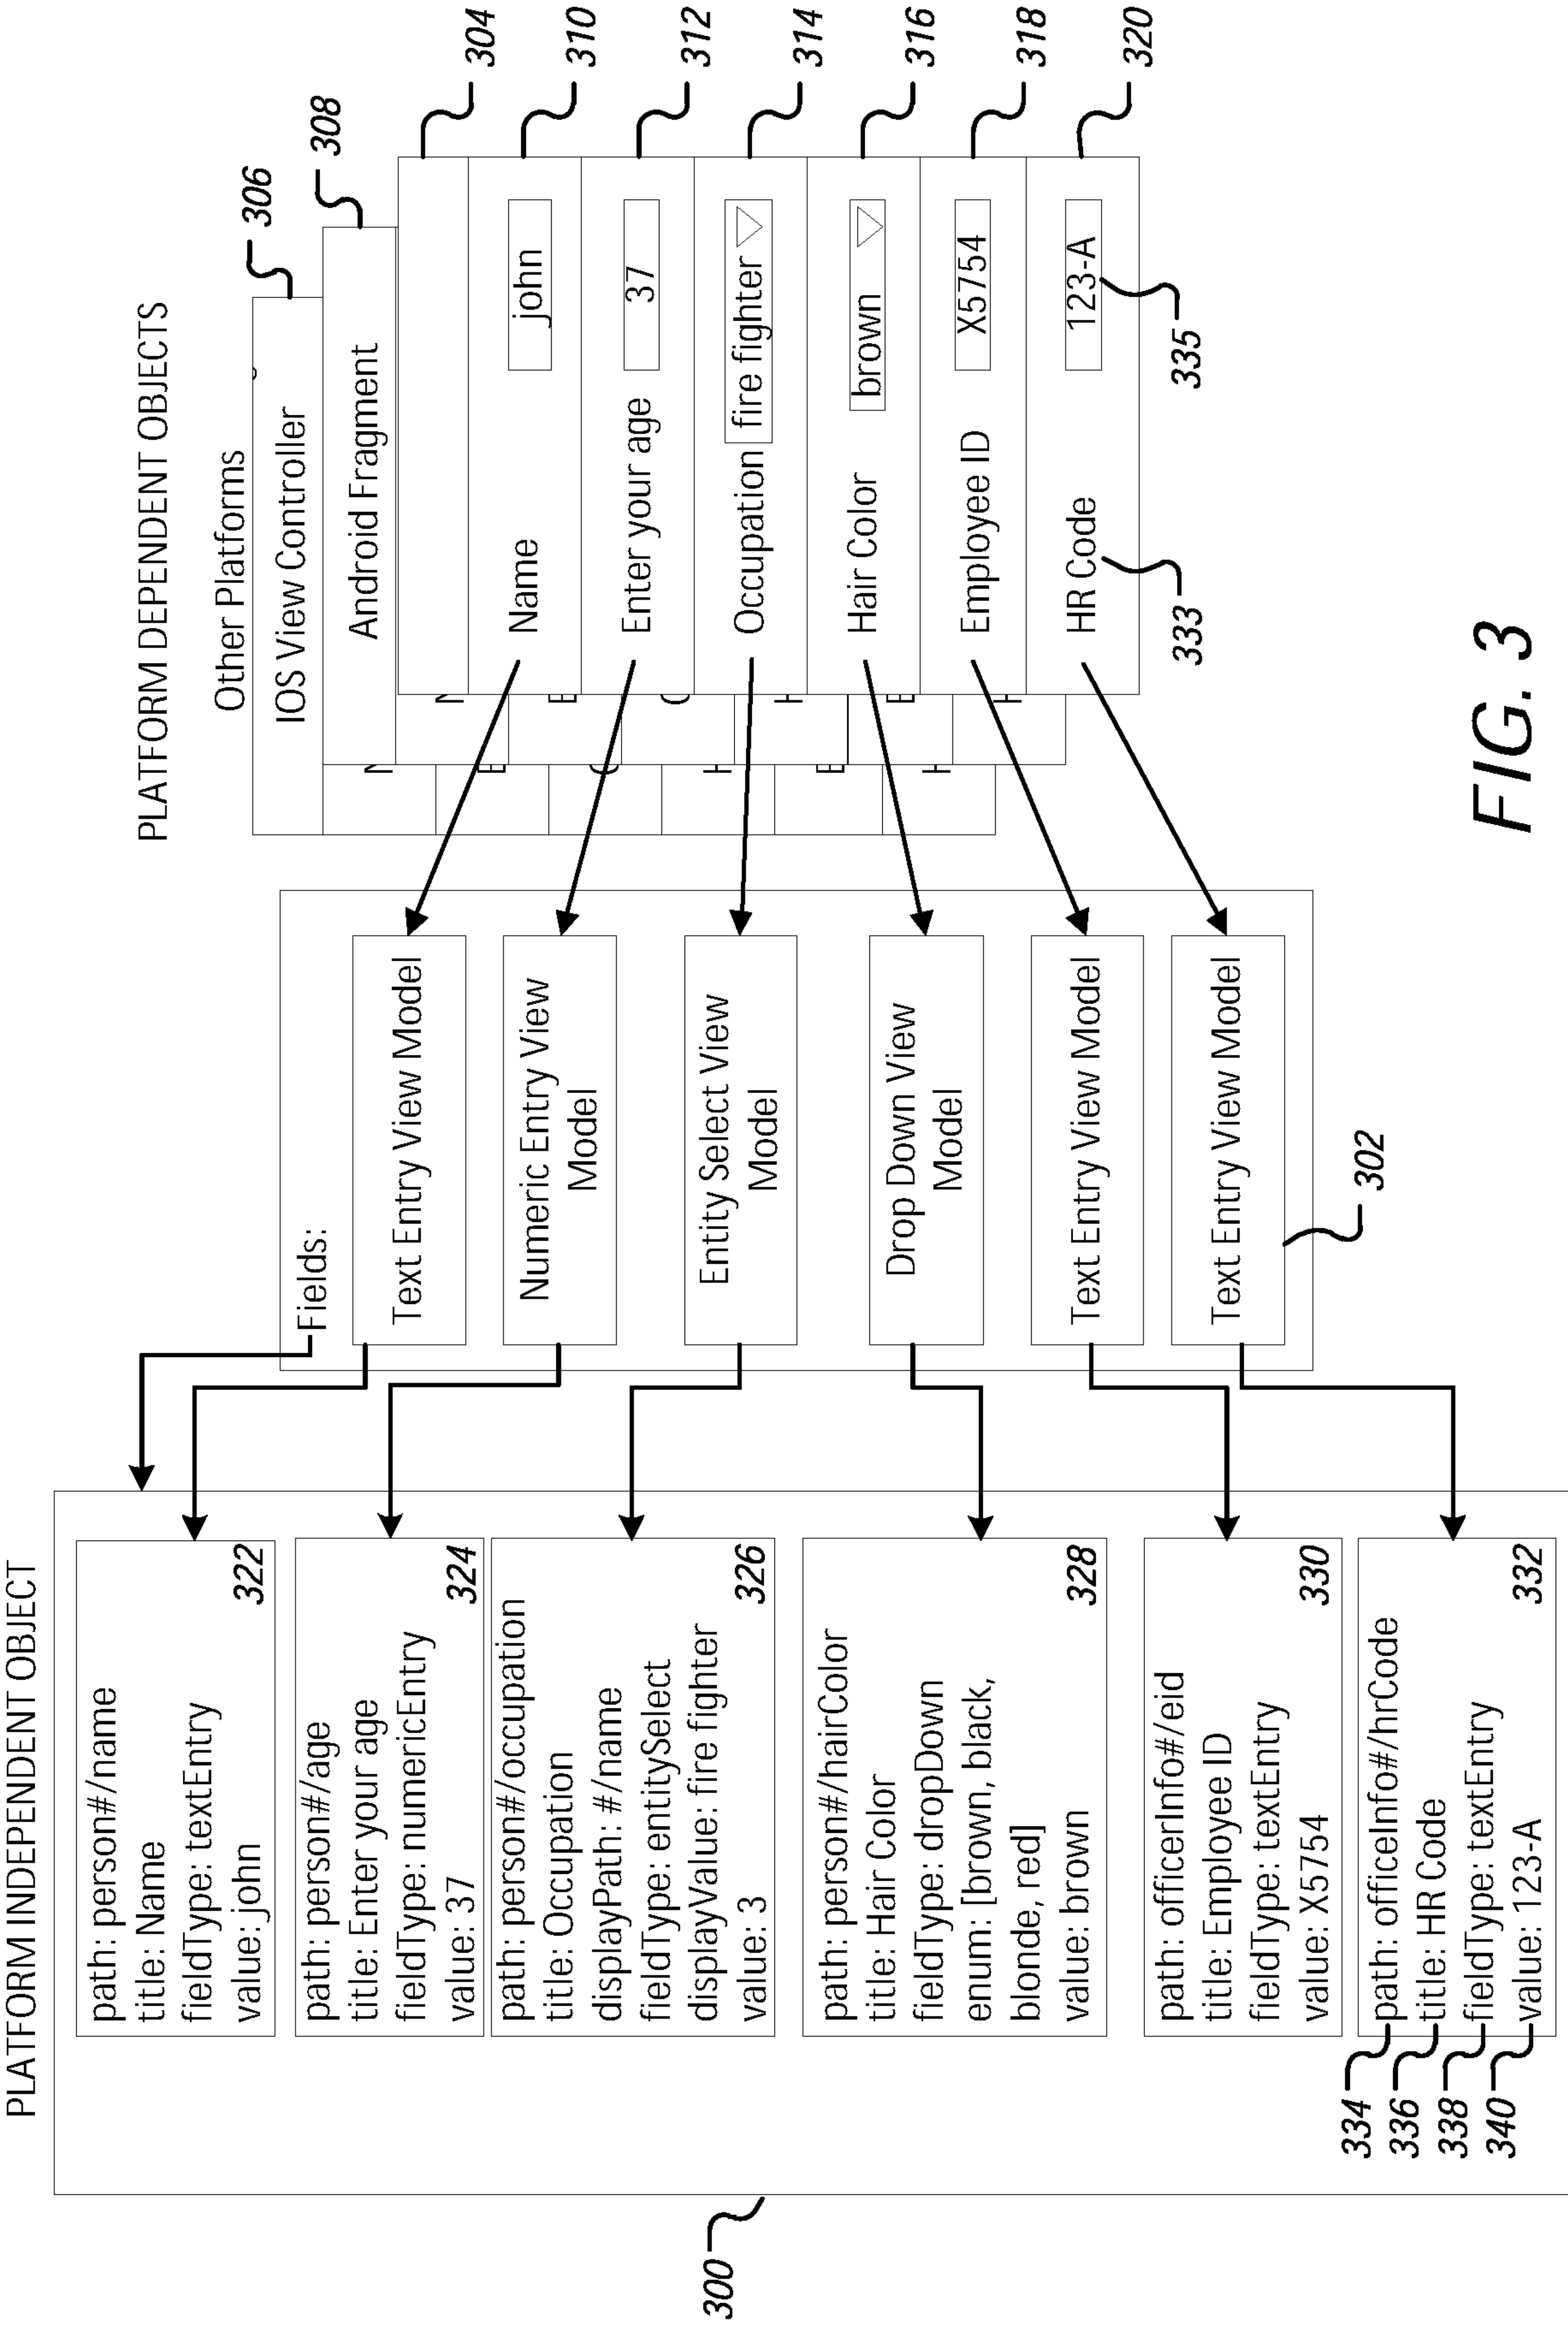 PLATFORM INDEPENDENT OBJECT
300
path: person#/name
title: Name
fieldType: textEntry
value: john
322
path: person#/age
title: Enter your age
fieldType: numericEntry
value: 37
324
path: person#/occupation
title: Occupation
displayPath: #/name
fieldType: entitySelect
displayValue: fire fighter
value: 3
326
path: person#/hairColor
title: Hair Color
fieldType: dropDown
enum: [brown, black,
blonde, red]
value: brown
328
path: officerInfo#/eid
title: Employee ID
fieldType: textEntry
value: X5754
330
334
path: officeInfo#/hrCode
336
title: HR Code
338
fieldType: textEntry
340
value: 123-A
332
Fields:
Text Entry View Model
Numeric Entry View
Model
Entity Select View
Model
Drop Down View
Model
Text Entry View Model
Text Entry View Model
302
PLATFORM DEPENDENT OBJECTS
Other Platforms
IOS View Controller
306
Android Fragment
308
304
Name
john
310
Enter your age
37
312
Occupation
fire fighter
314
Hair Color
brown
316
Employee ID
X5754
318
HR Code
123-A
320
333
335
FIG. 3